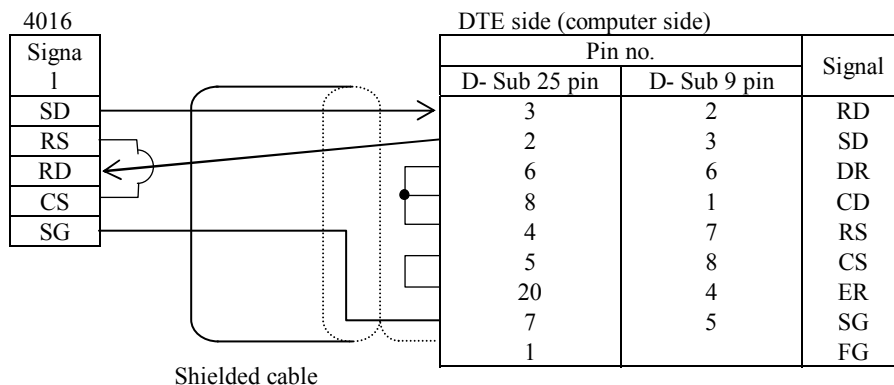 4016
DTE side (computer side)
Signa
l
Pin no.
Signal
D- Sub 25 pin
D- Sub 9 pin
SD
3
2
RD
RS
2
3
SD
RD
6
6
DR
CS
8
1
CD
SG
4
7
RS
5
8
CS
20
4
ER
7
5
SG
1
FG
Shielded cable